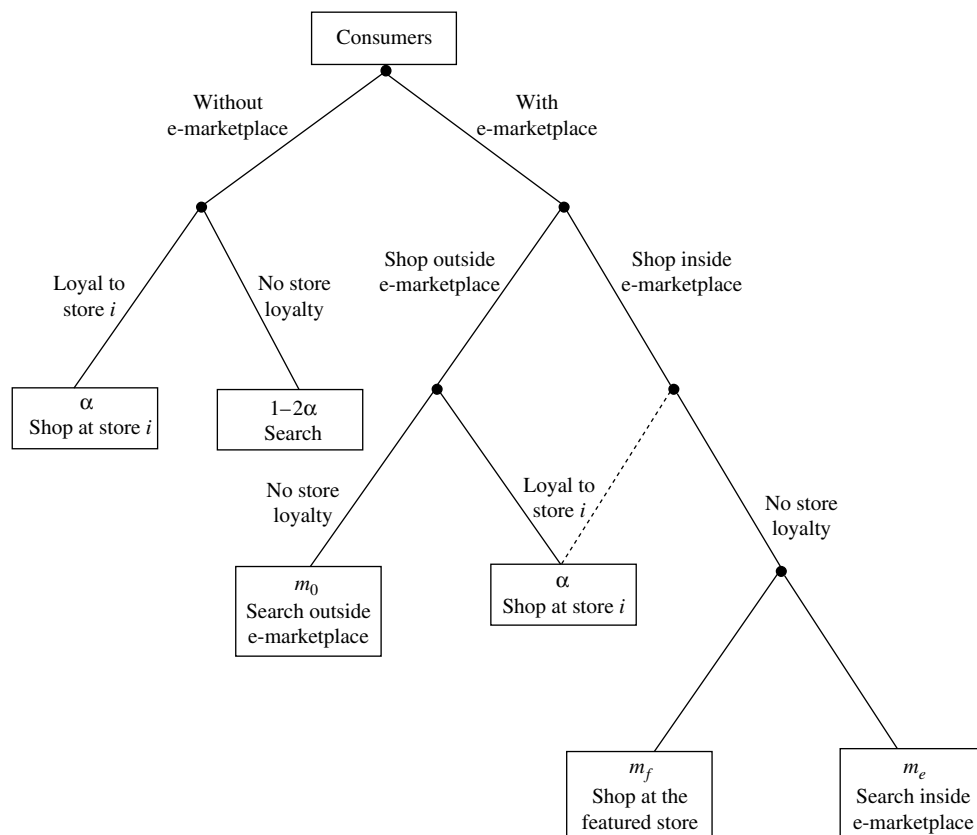 Consumers
Without
e-marketplace
With
e-marketplace
Loyal to
store i
No store
loyalty
Shop outside
e-marketplace
Shop inside
e-marketplace
α
Shop at store i
1–2α
Search
No store
loyalty
Loyal to
store i
No store
loyalty
m₀
Search outside
e-marketplace
α
Shop at store i
m_f
Shop at the
featured store
m_e
Search inside
e-marketplace